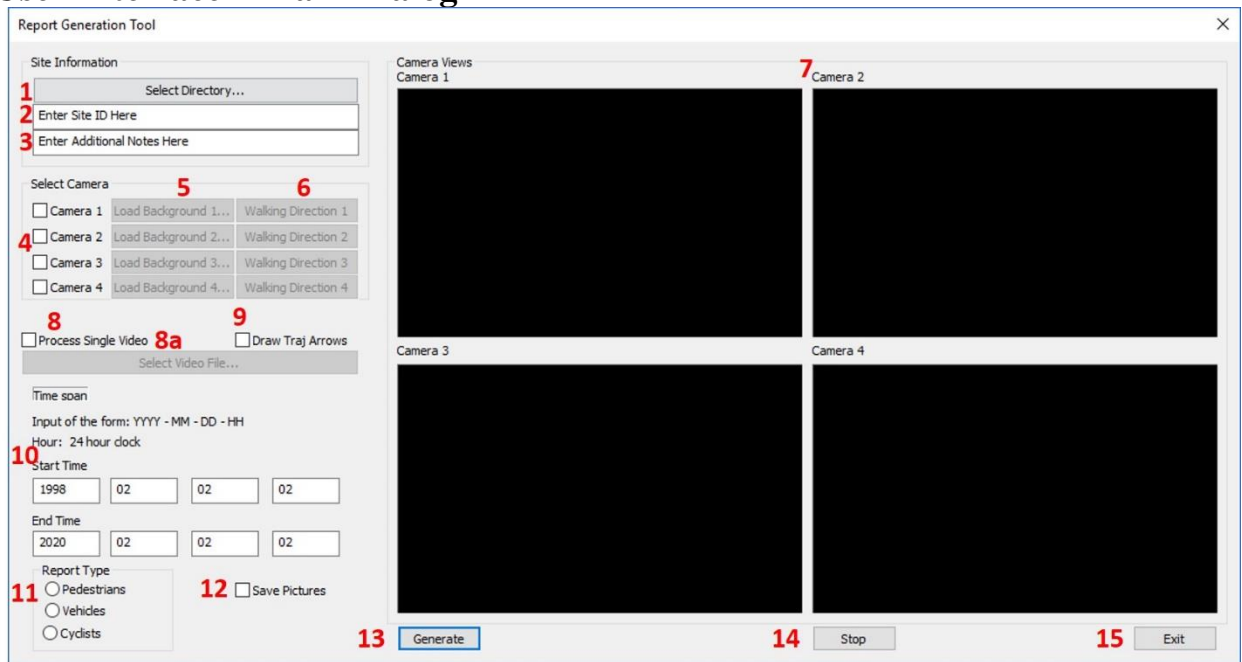 Report Generation Tool
Site Information
1 Select Directory...
2 Enter Site ID Here
3 Enter Additional Notes Here
Select Camera
5 6
Camera 1 Load Background 1... Walking Direction 1
4 Camera 2 Load Background 2... Walking Direction 2
Camera 3 Load Background 3... Walking Direction 3
Camera 4 Load Background 4... Walking Direction 4
8 9
Process Single Video 8a Draw Traj Arrows
Select Video File...
Time span
Input of the form: YYYY - MM - DD - HH
Hour: 24 hour clock
10
Start Time
1998 02 02 02
End Time
2020 02 02 02
Report Type
11 Pedestrians
Vehicles
Cyclists
12 Save Pictures
Camera Views
Camera 1 7 Camera 2
Camera 3 Camera 4
13 Generate 14 Stop 15 Exit